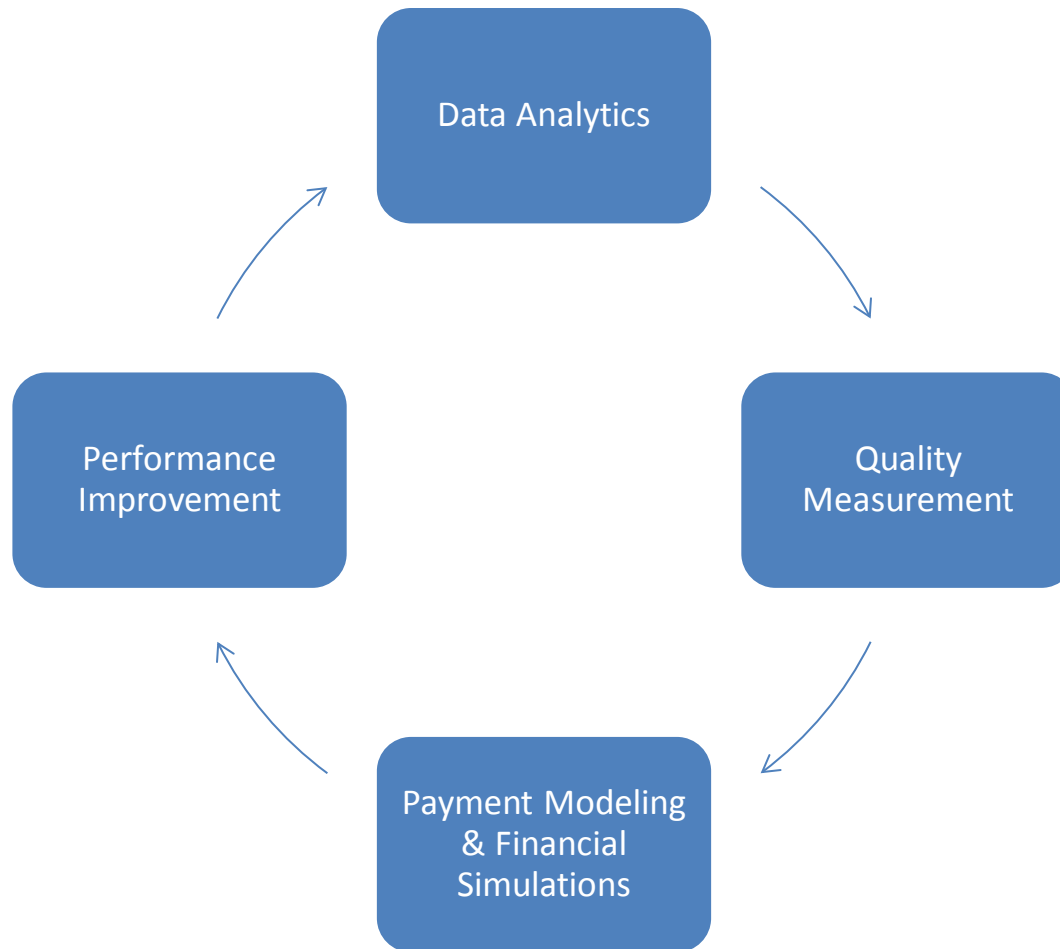 Data Analytics
Quality
Measurement
Payment Modeling
& Financial
Simulations
Performance
Improvement